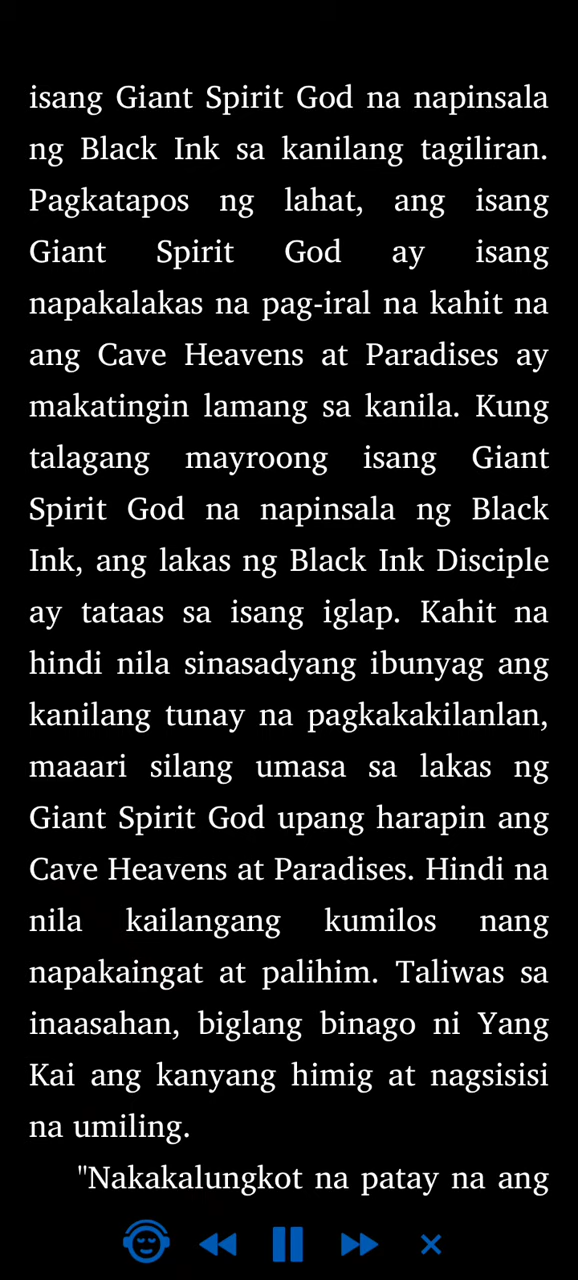 isang Giant Spirit God na napinsala
ng Black Ink sa kanilang tagiliran.
Pagkatapos ng lahat, ang isang
Giant Spirit God ay isang
napakalakas na pag-iral na kahit na
ang Cave Heavens at Paradises ay
makatingin lamang sa kanila. Kung
talagang mayroong isang Giant
Spirit God na napinsala ng Black
Ink, ang lakas ng Black Ink Disciple
ay tataas sa isang iglap. Kahit na
hindi nila sinasadyang ibunyag ang
kanilang tunay na pagkakakilanlan,
maaari silang umasa sa lakas ng
Giant Spirit God upang harapin ang
Cave Heavens at Paradises. Hindi na
nila kailangang kumilos nang
napakaingat at palihim. Taliwas sa
inaasahan, biglang binago ni Yang
Kai ang kanyang himig at nagsisisi
na umiling.
"Nakakalungkot na patay na ang